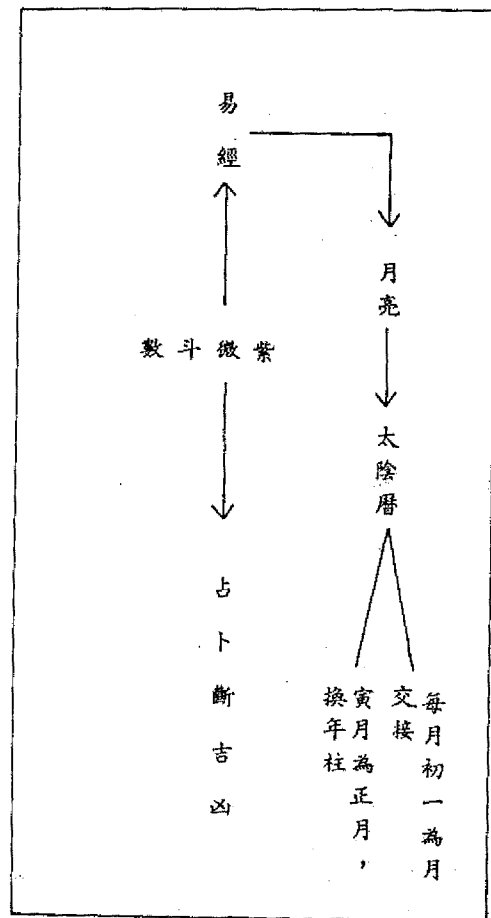 易經
月亮
紫微斗數
太陰曆
占卜斷吉凶
每月初一為月
交接
寅月為正月，
換年柱